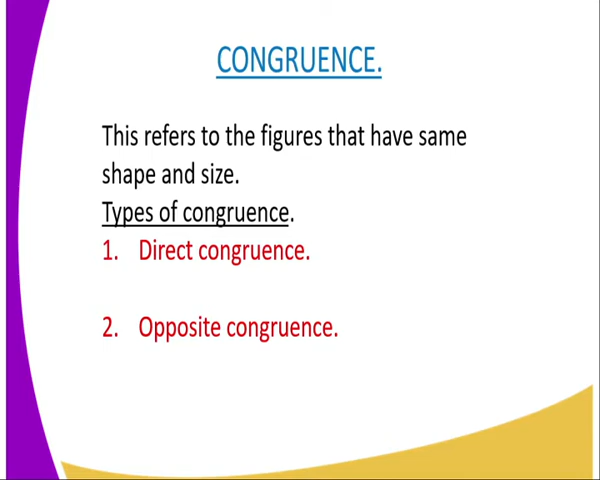 CONGRUENCE.
This refers to the figures that have same
shape and size.
Types of congruence.
1. Direct congruence.
2. Opposite congruence.